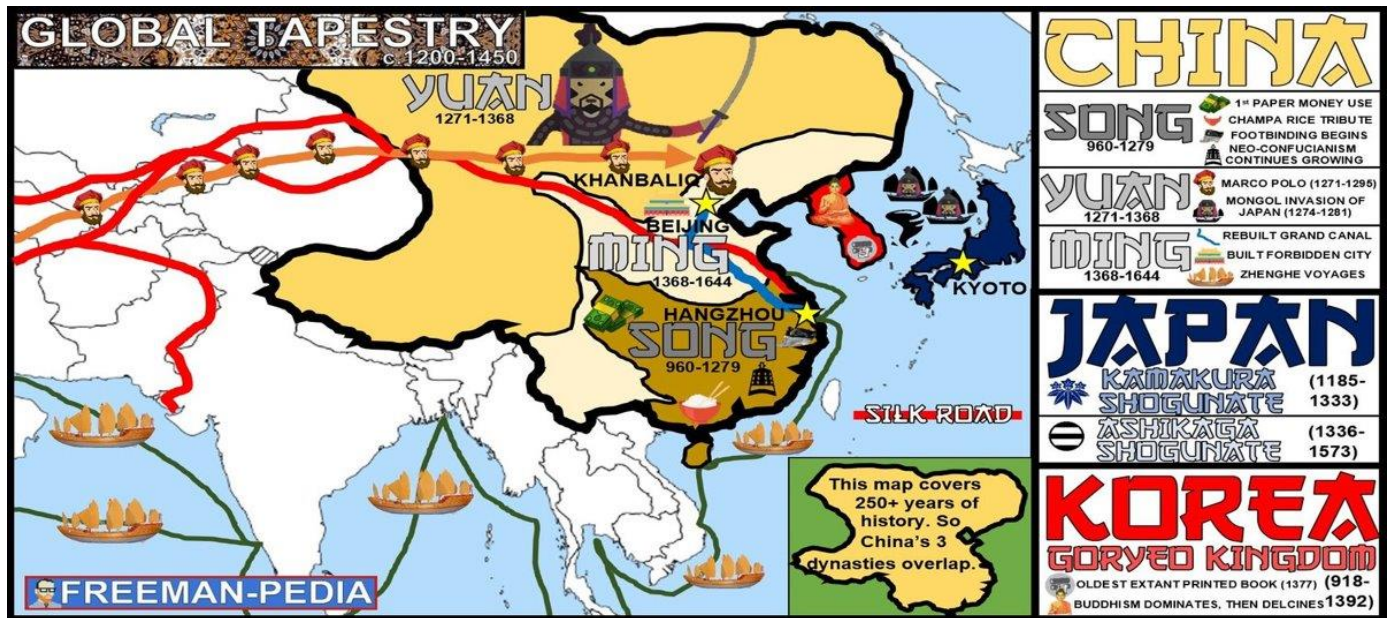 GLOBAL TAPESTRY
c.1200-1450
YUAN
1271-1368
KHANBALIQ
BEIJING
MING
1368-1644
HANGZHOU
SONG
960-1279
KYOTO
SILK ROAD
This map covers
250+ years of
history. So
China's 3
dynasties overlap.
FREEMAN-PEDIA
CHINA
SONG
960-1279
1st PAPER MONEY USE
CHAMPA RICE TRIBUTE
FOOTBINDING BEGINS
NEO-CONFUCIANISM
CONTINUES GROWING
YUAN
1271-1368
MARCO POLO (1271-1295)
MONGOL INVASION OF
JAPAN (1274-1281)
MING
1368-1644
REBUILT GRAND CANAL
BUILT FORBIDDEN CITY
ZHENGHE VOYAGES
JAPAN
KAMAKURA
SHOGUNATE
(1185-
1333)
ASHIKAGA
SHOGUNATE
(1336-
1573)
KOREA
GORYEO KINGDOM
OLDEST EXTANT PRINTED BOOK (1377)
(918-
BUDDHISM DOMINATES, THEN DELCINES
1392)